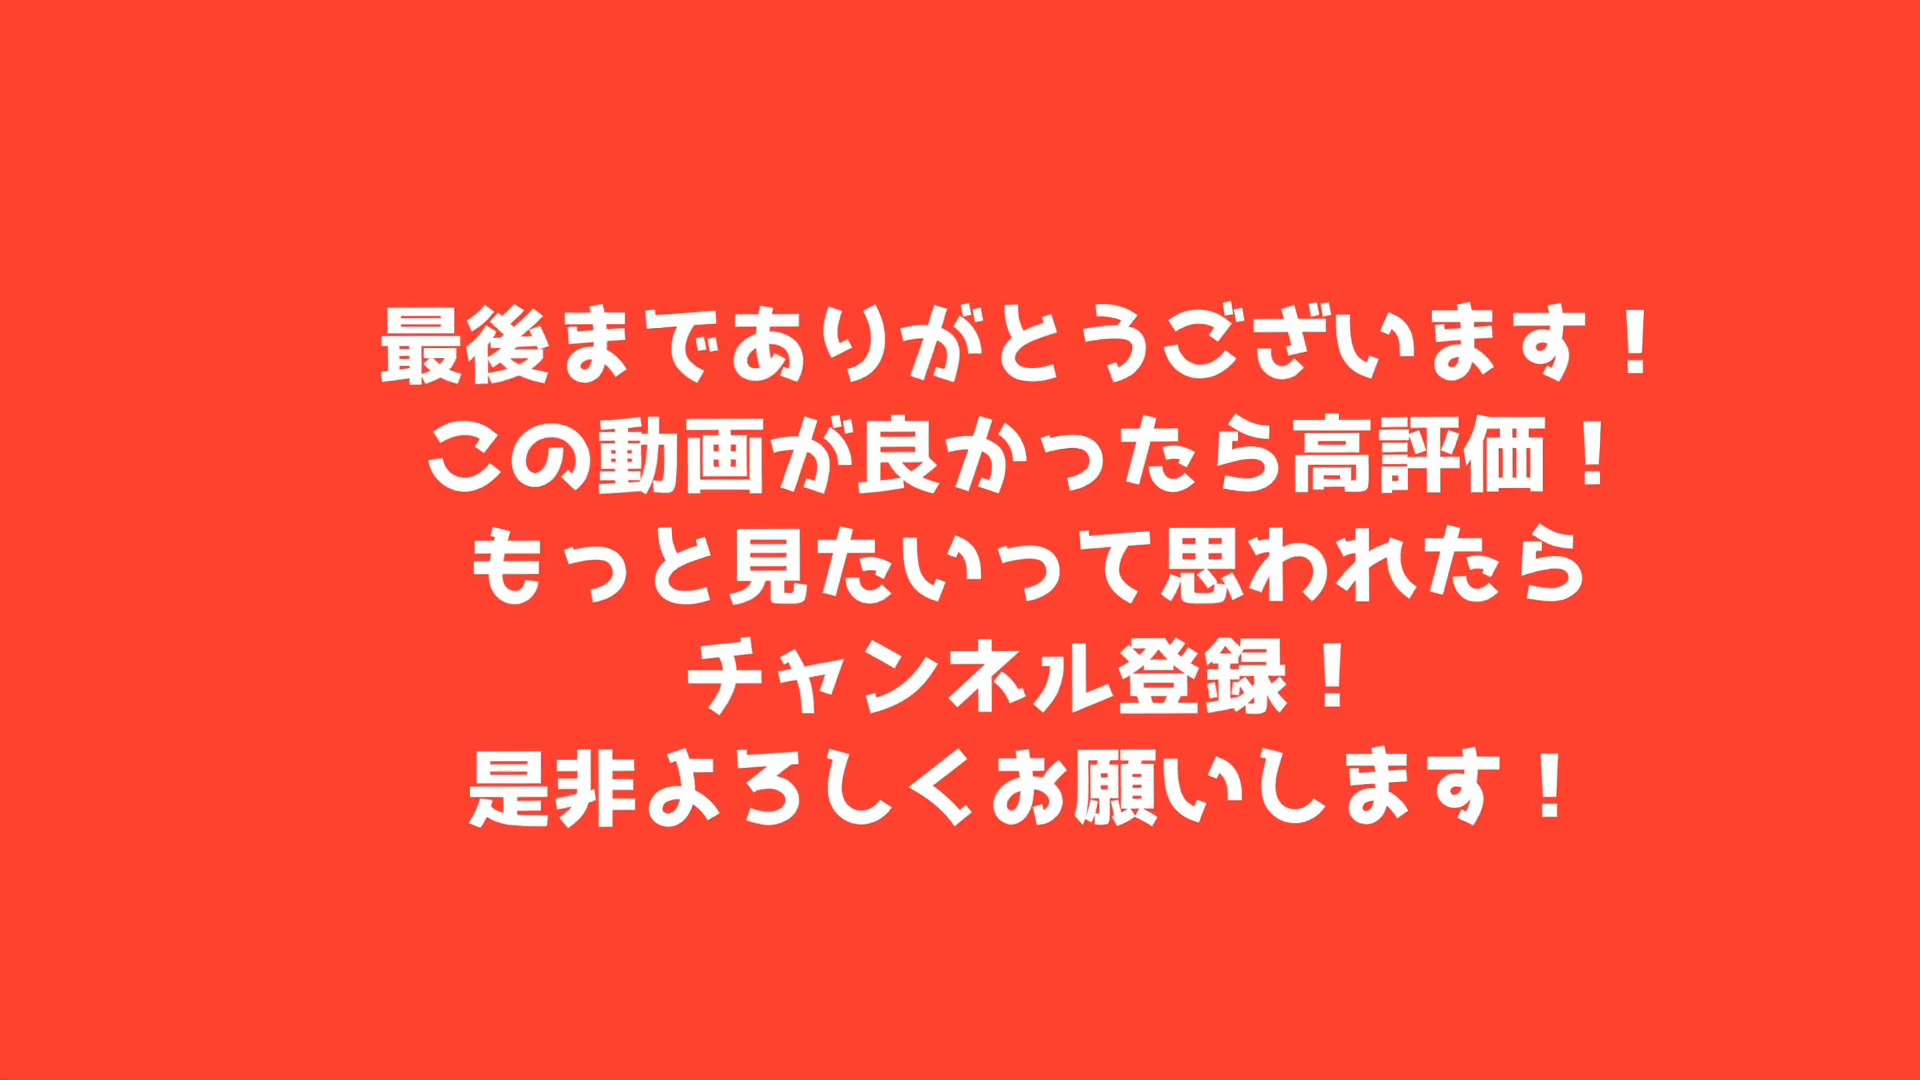 最後までありがとうございます！
この動画が良かったら高評価！
もっと見たいって思われたら
チャンネル登録！
是非よろしくお願いします！